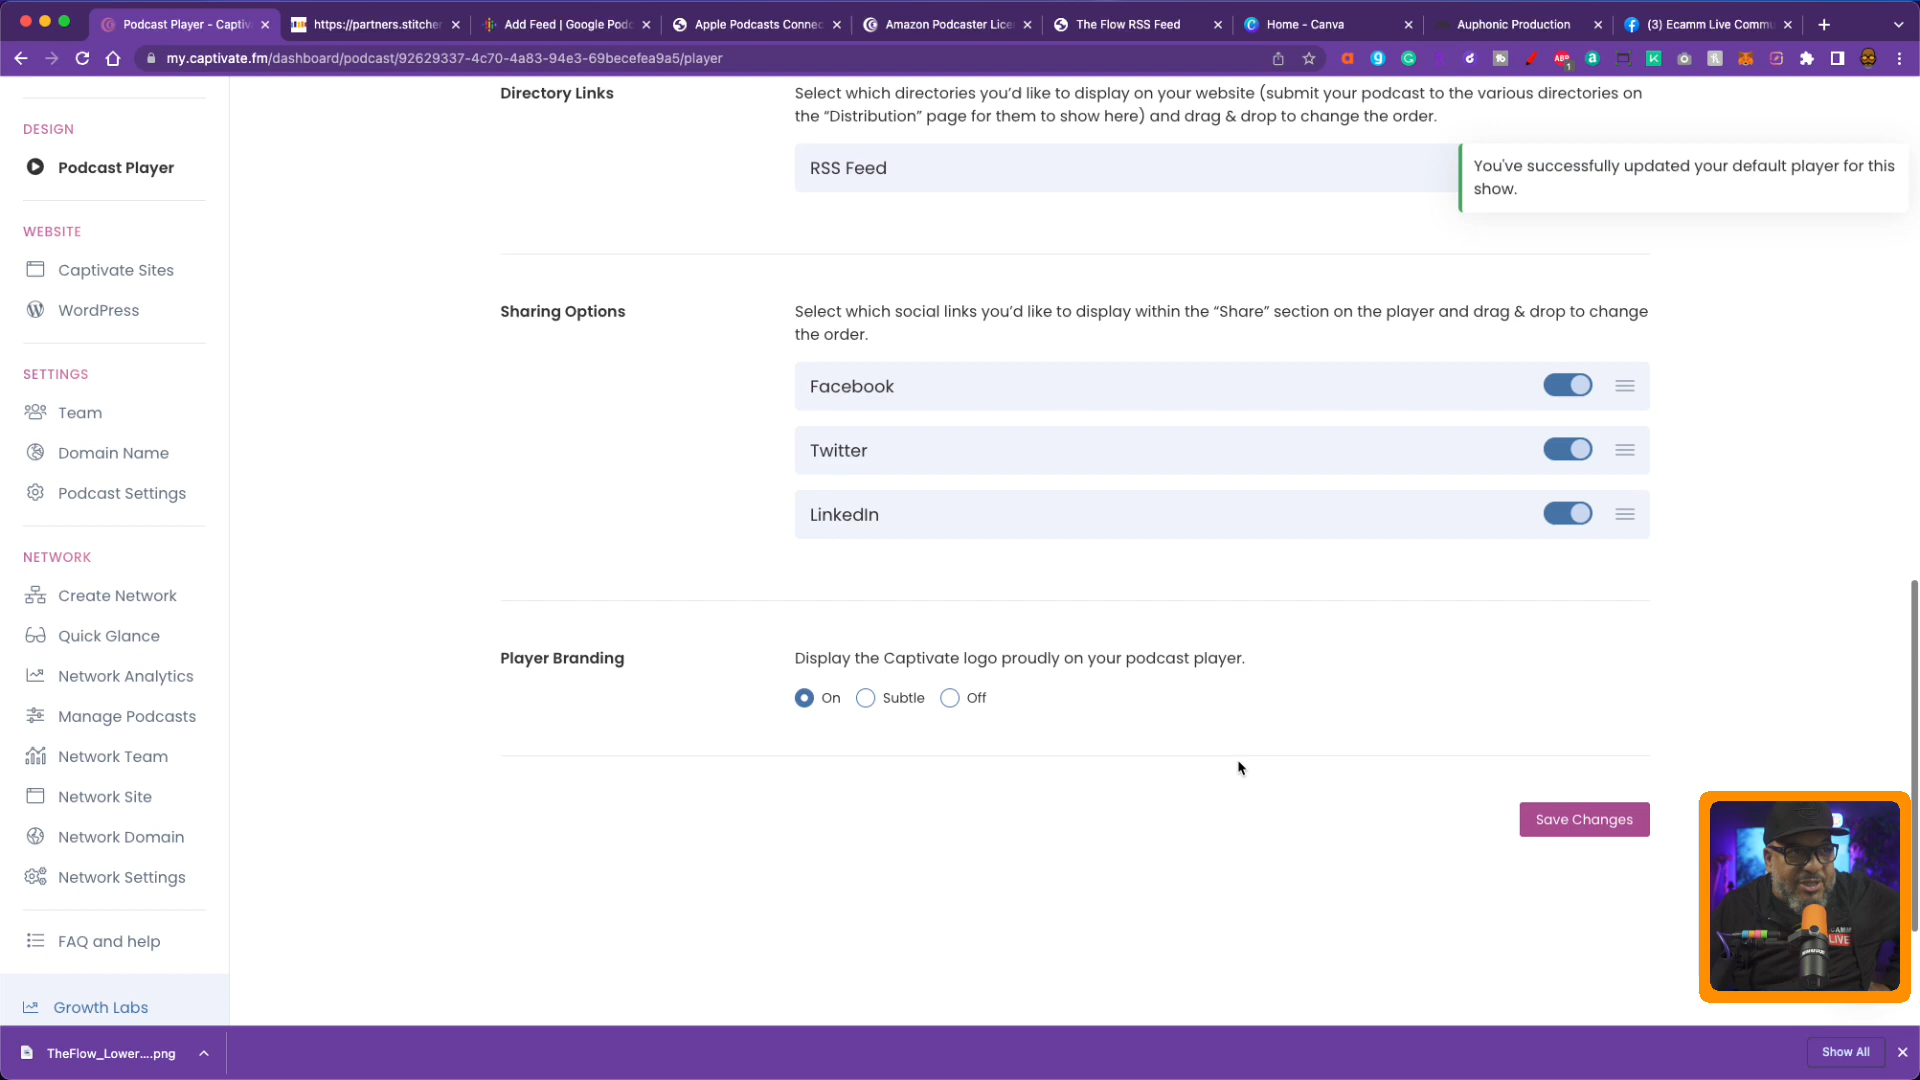 Podcast Player - Captiv
https://partners.stitcher
Add Feed | Google Pod
Apple Podcasts Connec
Amazon Podcaster Lice
The Flow RSS Feed
Home - Canva
Auphonic Production
(3) Ecamm Live Commu
my.captivate.fm/dashboard/podcast/92629337-4c70-4a83-94e3-69becefea9a5/player
DESIGN
Podcast Player
WEBSITE
Captivate Sites
WordPress
SETTINGS
Team
Domain Name
Podcast Settings
NETWORK
Create Network
Quick Glance
Network Analytics
Manage Podcasts
Network Team
Network Site
Network Domain
Network Settings
FAQ and help
Growth Labs
Directory Links
Select which directories you’d like to display on your website (submit your podcast to the various directories on
the “Distribution” page for them to show here) and drag & drop to change the order.
RSS Feed
You've successfully updated your default player for this
show.
Sharing Options
Select which social links you’d like to display within the “Share” section on the player and drag & drop to change
the order.
Facebook
Twitter
LinkedIn
Player Branding
Display the Captivate logo proudly on your podcast player.
On
Subtle
Off
Save Changes
LIVE
TheFlow_Lower....png
Show All